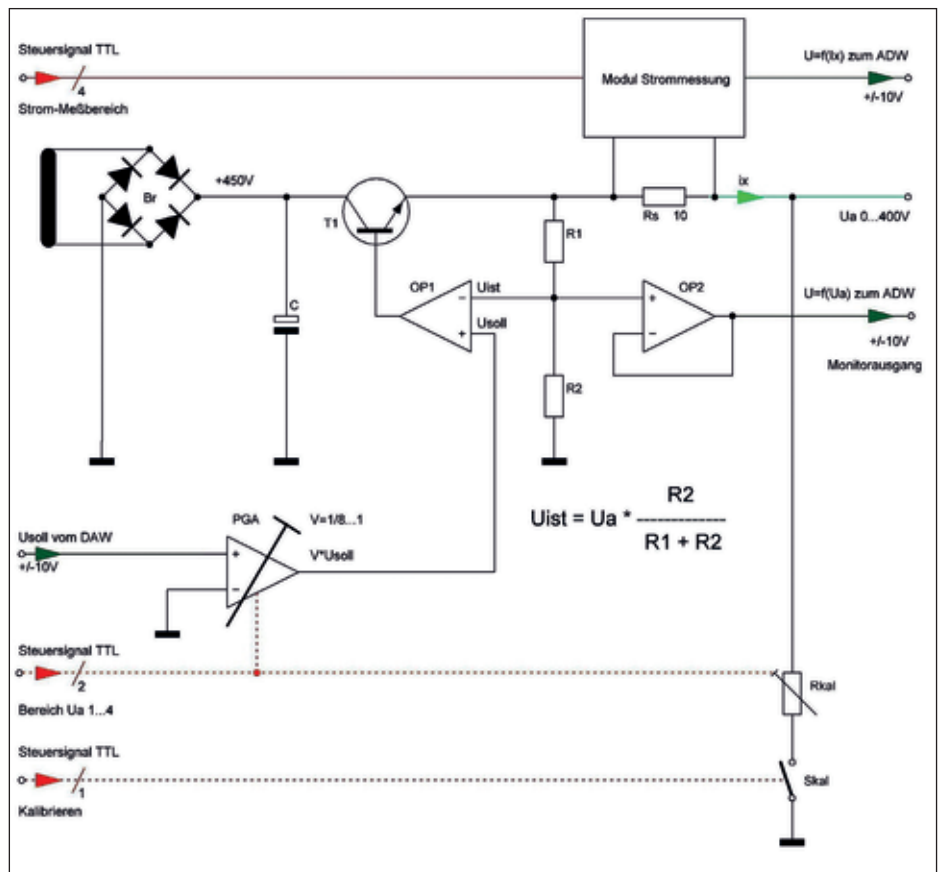 Steuersignal TTL
4
Strom-Meßbereich
Modul Strommessung
U=f(Ix) zum ADW
+/-10V
Br
+450V
T1
Rs 10
ix
Ua 0...400V
R1
C
OP1
Uist
Usoll
OP2
U=f(Ua) zum ADW
+/-10V
Monitorausgang
R2
Uist = Ua * R2
-------------
R1 + R2
PGA
V=1/8...1
Usoll vom DAW
+/-10V
V*Usoll
Steuersignal TTL
2
Bereich Ua 1...4
Rkal
Steuersignal TTL
1
Kalibrieren
Skal